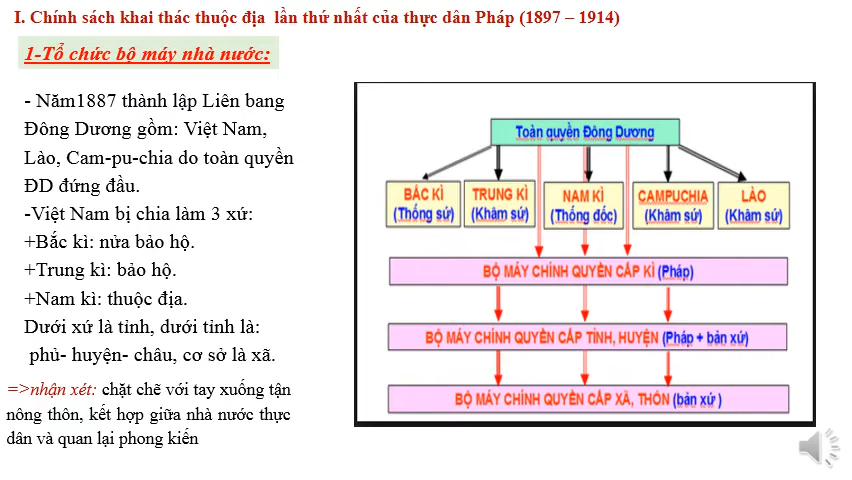 I. Chính sách khai thác thuộc địa lần thứ nhất của thực dân Pháp (1897 – 1914)
1-Tổ chức bộ máy nhà nước:
- Năm1887 thành lập Liên bang
Đông Dương gồm: Việt Nam,
Lào, Cam-pu-chia do toàn quyền
ĐD đứng đầu.
-Việt Nam bị chia làm 3 xứ:
+Bắc kì: nửa bảo hộ.
+Trung kì: bảo hộ.
+Nam kì: thuộc địa.
Dưới xứ là tỉnh, dưới tỉnh là:
phủ- huyện- châu, cơ sở là xã.
=>nhận xét: chặt chẽ với tay xuống tận
nông thôn, kết hợp giữa nhà nước thực
dân và quan lại phong kiến
Toàn quyền Đông Dương
BẮC KÌ
(Thống sứ)
TRUNG KÌ
(Khâm sứ)
NAM KÌ
(Thống đốc)
CAMPUCHIA
(Khâm sứ)
LÀO
(Khâm sứ)
BỘ MÁY CHÍNH QUYỀN CẤP KÌ (Pháp)
BỘ MÁY CHÍNH QUYỀN CẤP TỈNH, HUYỆN (Pháp + bản xứ)
BỘ MÁY CHÍNH QUYỀN CẤP XÃ, THÔN (bản xứ )